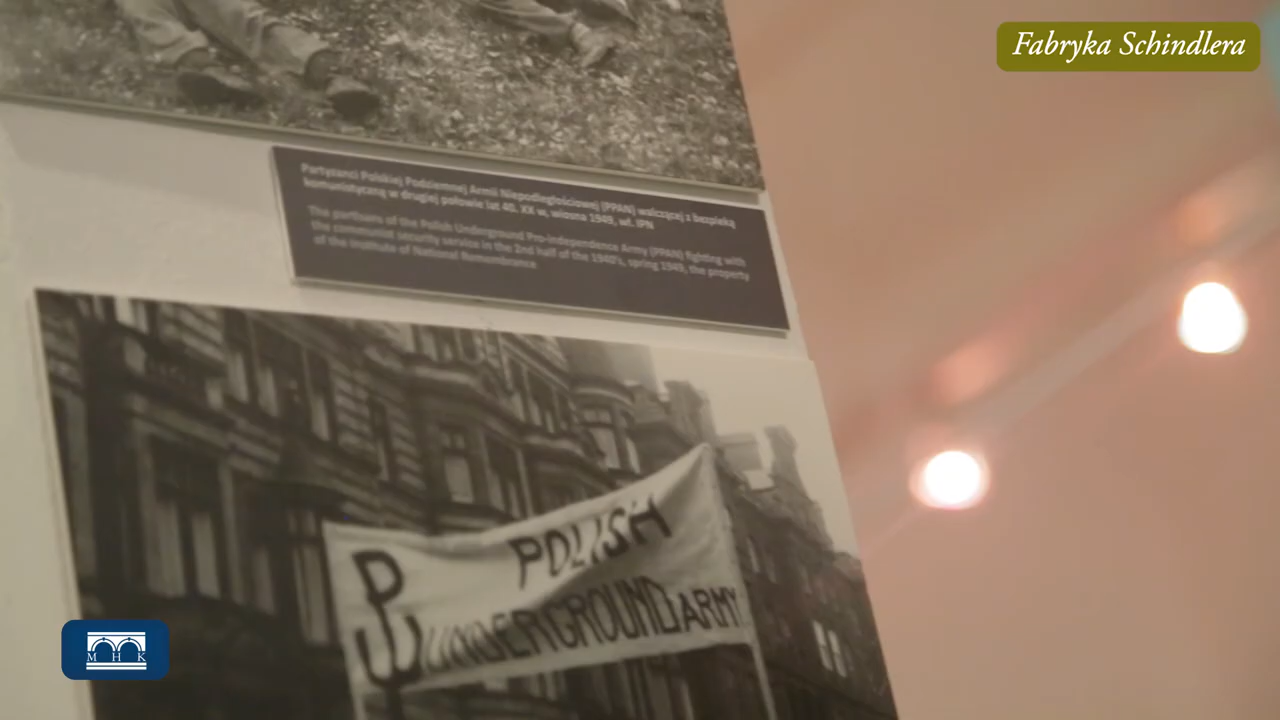 Fabryka Schindlera
Partyzanci Polskiej Podziemnej Armii Niepodległościowej (PPAN) walczącej z bezpieką
komunistyczną w drugiej połowie lat 40. XX w, wiosna 1949, wł. IPN
The partisans of the Polish Underground Pro-independence Army (PPAN) fighting with
the communist security service in the 2nd half of the 1940's, spring 1949, the property
of the Institute of National Remembrance
POLISH
UNDERGROUND ARMY
MHK